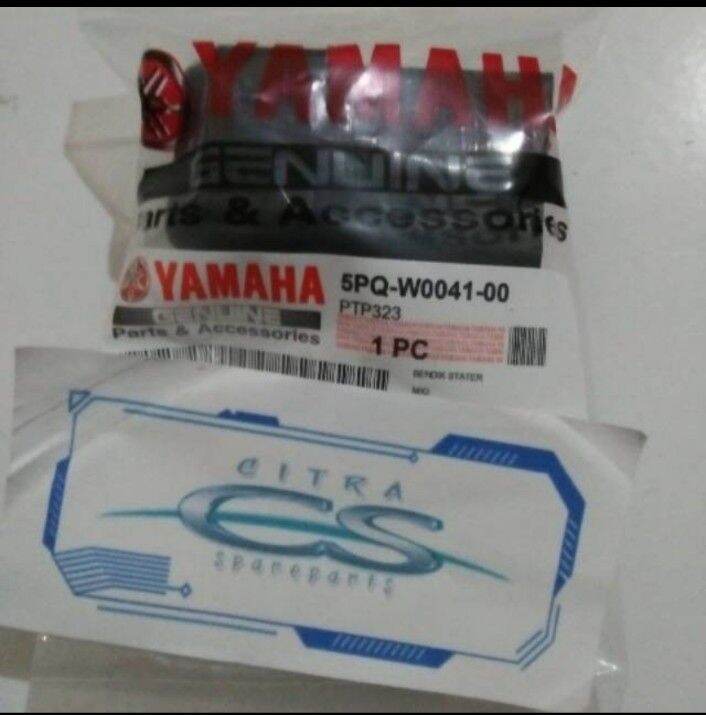 YAMAHA
GENUINE
Parts & Accessories
YAMAHA
GENUINE
Parts & Accessories
5PQ-W0041-00
PTP323
1 PC
BENDIK STATER
MIO
CITRA
CS
Spareparts